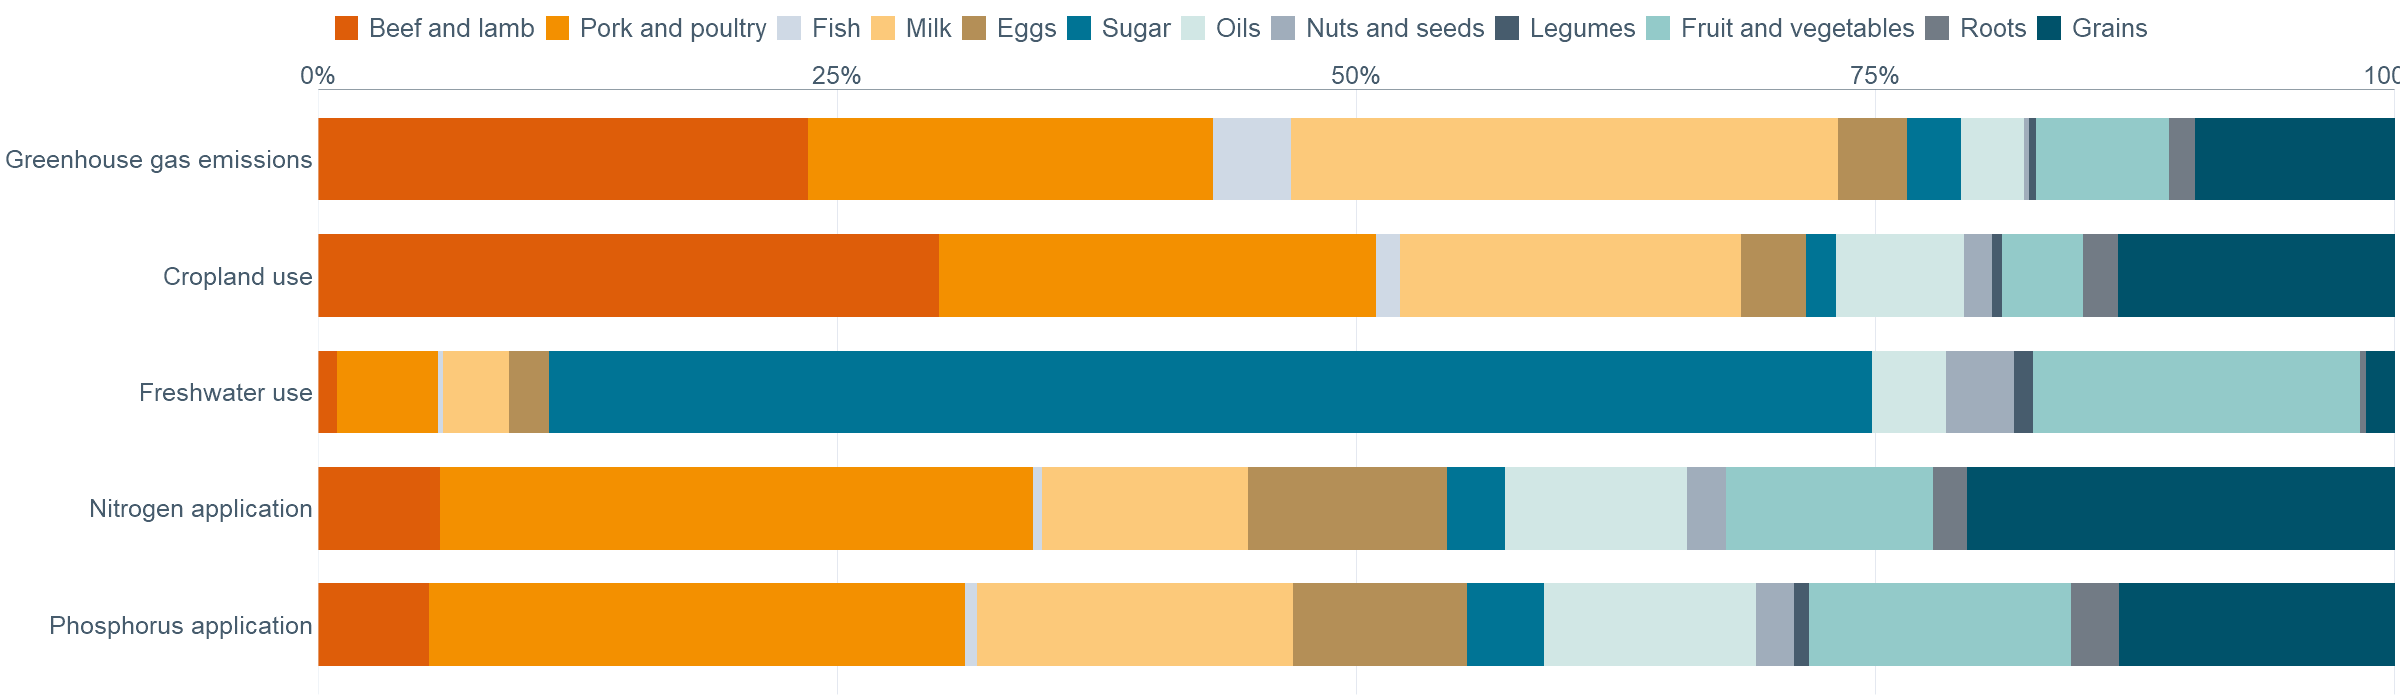 Beef and lamb Pork and poultry Fish Milk Eggs Sugar Oils Nuts and seeds Legumes Fruit and vegetables Roots Grains
0% 25% 50% 75% 100
Greenhouse gas emissions
Cropland use
Freshwater use
Nitrogen application
Phosphorus application